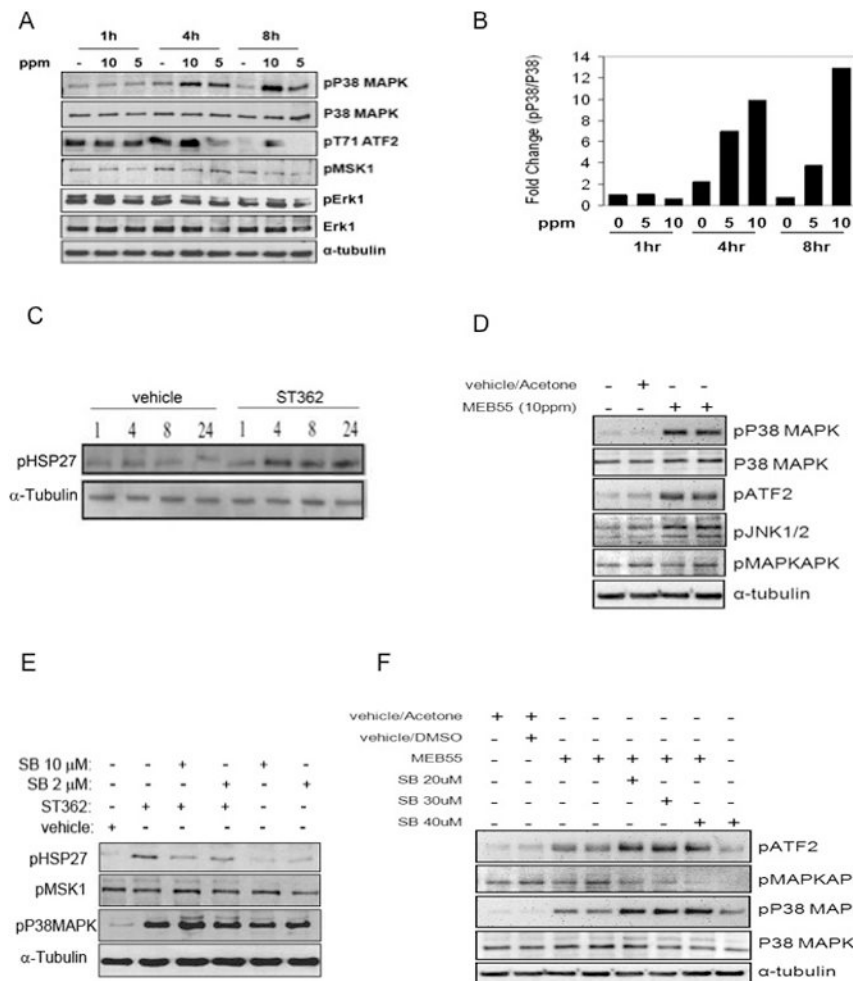 A
1h 4h 8h
ppm - 10 5 - 10 5 - 10 5
pP38 MAPK
P38 MAPK
pT71 ATF2
pMSK1
pErk1
Erk1
α-tubulin
B
Fold Change (pP38/P38)
14
12
10
8
6
4
2
0
ppm 0 5 10 0 5 10 0 5 10
1hr 4hr 8hr
C
vehicle ST362
1 4 8 24 1 4 8 24
pHSP27
α-Tubulin
D
vehicle/Acetone - + - -
MEB55 (10ppm) - - + +
pP38 MAPK
P38 MAPK
pATF2
pJNK1/2
pMAPKAPK
α-tubulin
E
SB 10 µM: - - + - + -
SB 2 µM: - - - + - +
ST362: - + + + - -
vehicle: + - - - - -
pHSP27
pMSK1
pP38MAPK
α-Tubulin
F
vehicle/Acetone + + - - - - - -
vehicle/DMSO - + - - - - - -
MEB55 - - + + + + + -
SB 20uM - - - - + - - -
SB 30uM - - - - - + - -
SB 40uM - - - - - - + +
pATF2
pMAPKAP
pP38 MAP
P38 MAPK
α-tubulin